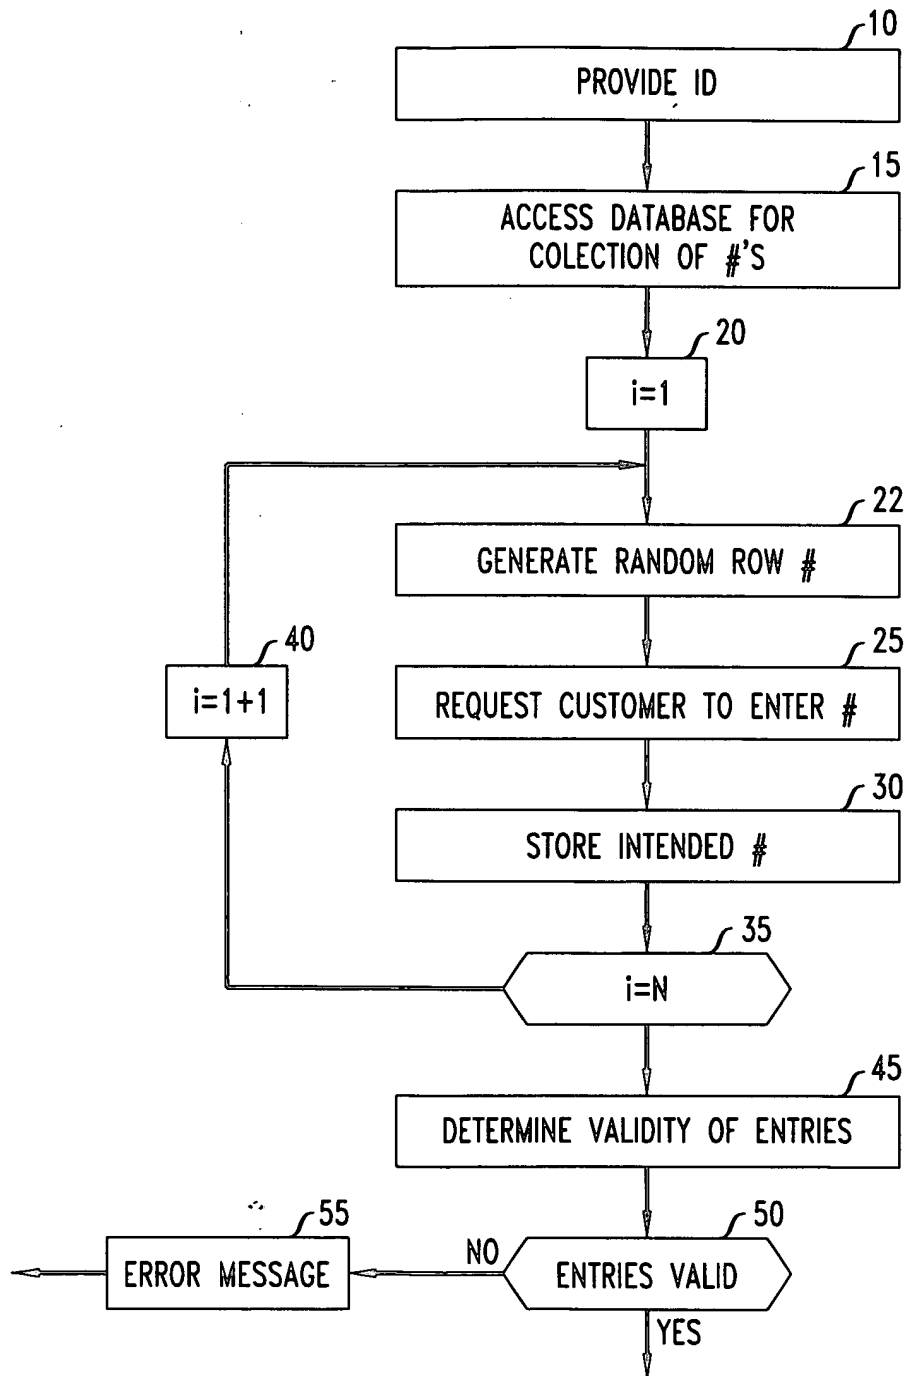 10
PROVIDE ID
15
ACCESS DATABASE FOR
COLECTION OF #'S
20
i=1
22
GENERATE RANDOM ROW #
40
i=1+1
25
REQUEST CUSTOMER TO ENTER #
30
STORE INTENDED #
35
i=N
45
DETERMINE VALIDITY OF ENTRIES
55
ERROR MESSAGE
NO
50
ENTRIES VALID
YES